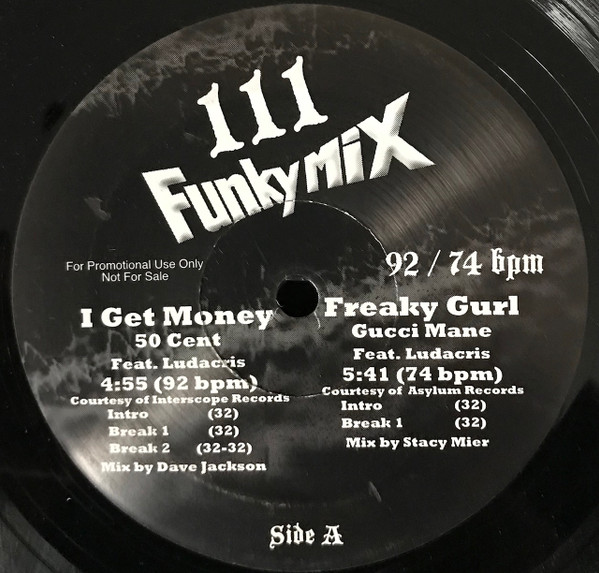 111
Funkymix
For Promotional Use Only
Not For Sale
92 / 74 bpm
I Get Money
50 Cent
Feat. Ludacris
4:55 (92 bpm)
Courtesy of Interscope Records
Intro (32)
Break 1 (32)
Break 2 (32-32)
Mix by Dave Jackson
Freaky Gurl
Gucci Mane
Feat. Ludacris
5:41 (74 bpm)
Courtesy of Asylum Records
Intro (32)
Break 1 (32)
Mix by Stacy Mier
Side A